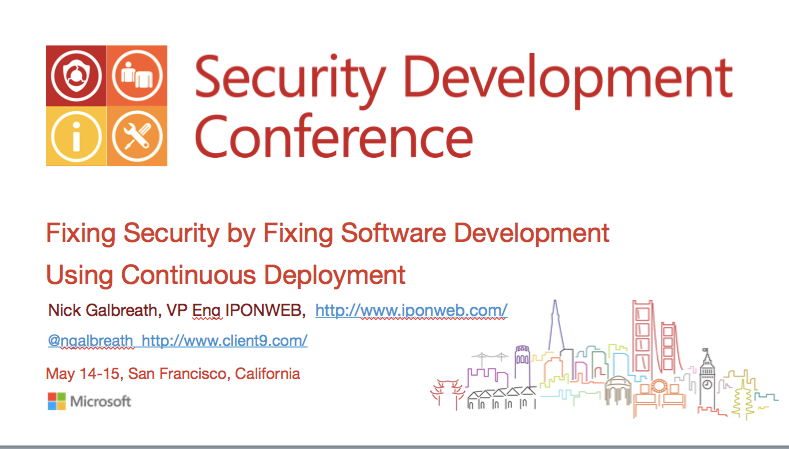 Security Development
Conference
Fixing Security by Fixing Software Development
Using Continuous Deployment
Nick Galbreath, VP Eng IPONWEB, http://www.iponweb.com/
@ngalbreath http://www.client9.com/
May 14-15, San Francisco, California
Microsoft